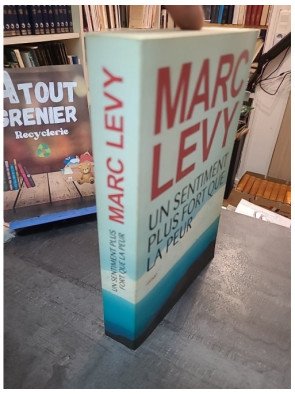 ATOUT
GRENIER
Recyclerie
MARC LEVY
UN SENTIMENT PLUS
FORT QUE LA PEUR
MARC
LEVY
UN SENTIMENT
PLUS FORT QUE
LA PEUR